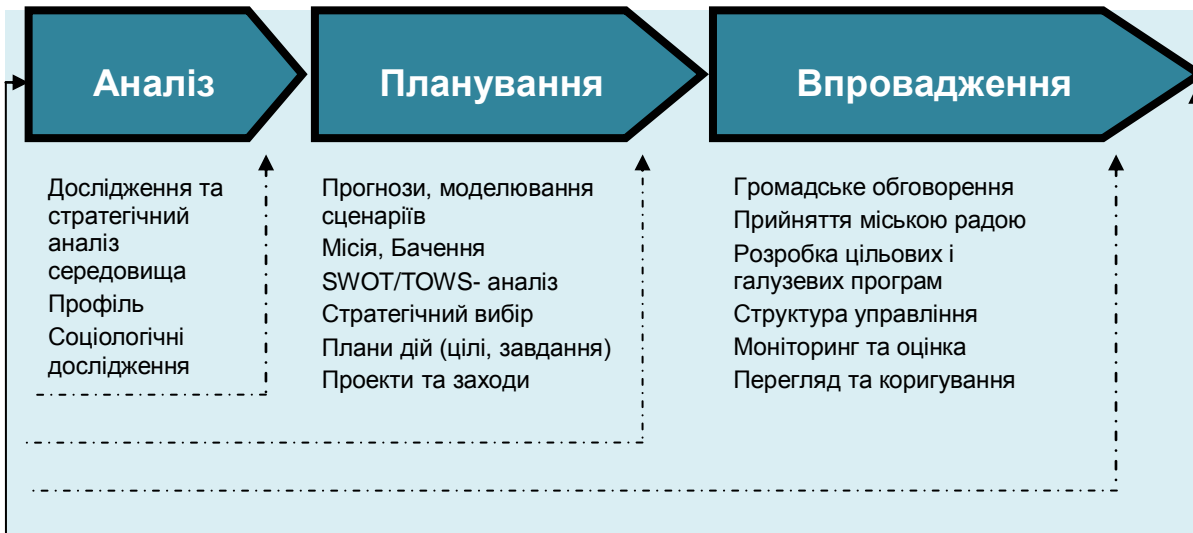 Аналіз
Планування
Впровадження
Дослідження та
стратегічний
аналіз
середовища
Профіль
Соціологічні
дослідження
Прогнози, моделювання
сценаріїв
Місія, Бачення
SWOT/TOWS- аналіз
Стратегічний вибір
Плани дій (цілі, завдання)
Проекти та заходи
Громадське обговорення
Прийняття міською радою
Розробка цільових і
галузевих програм
Структура управління
Моніторинг та оцінка
Перегляд та коригування